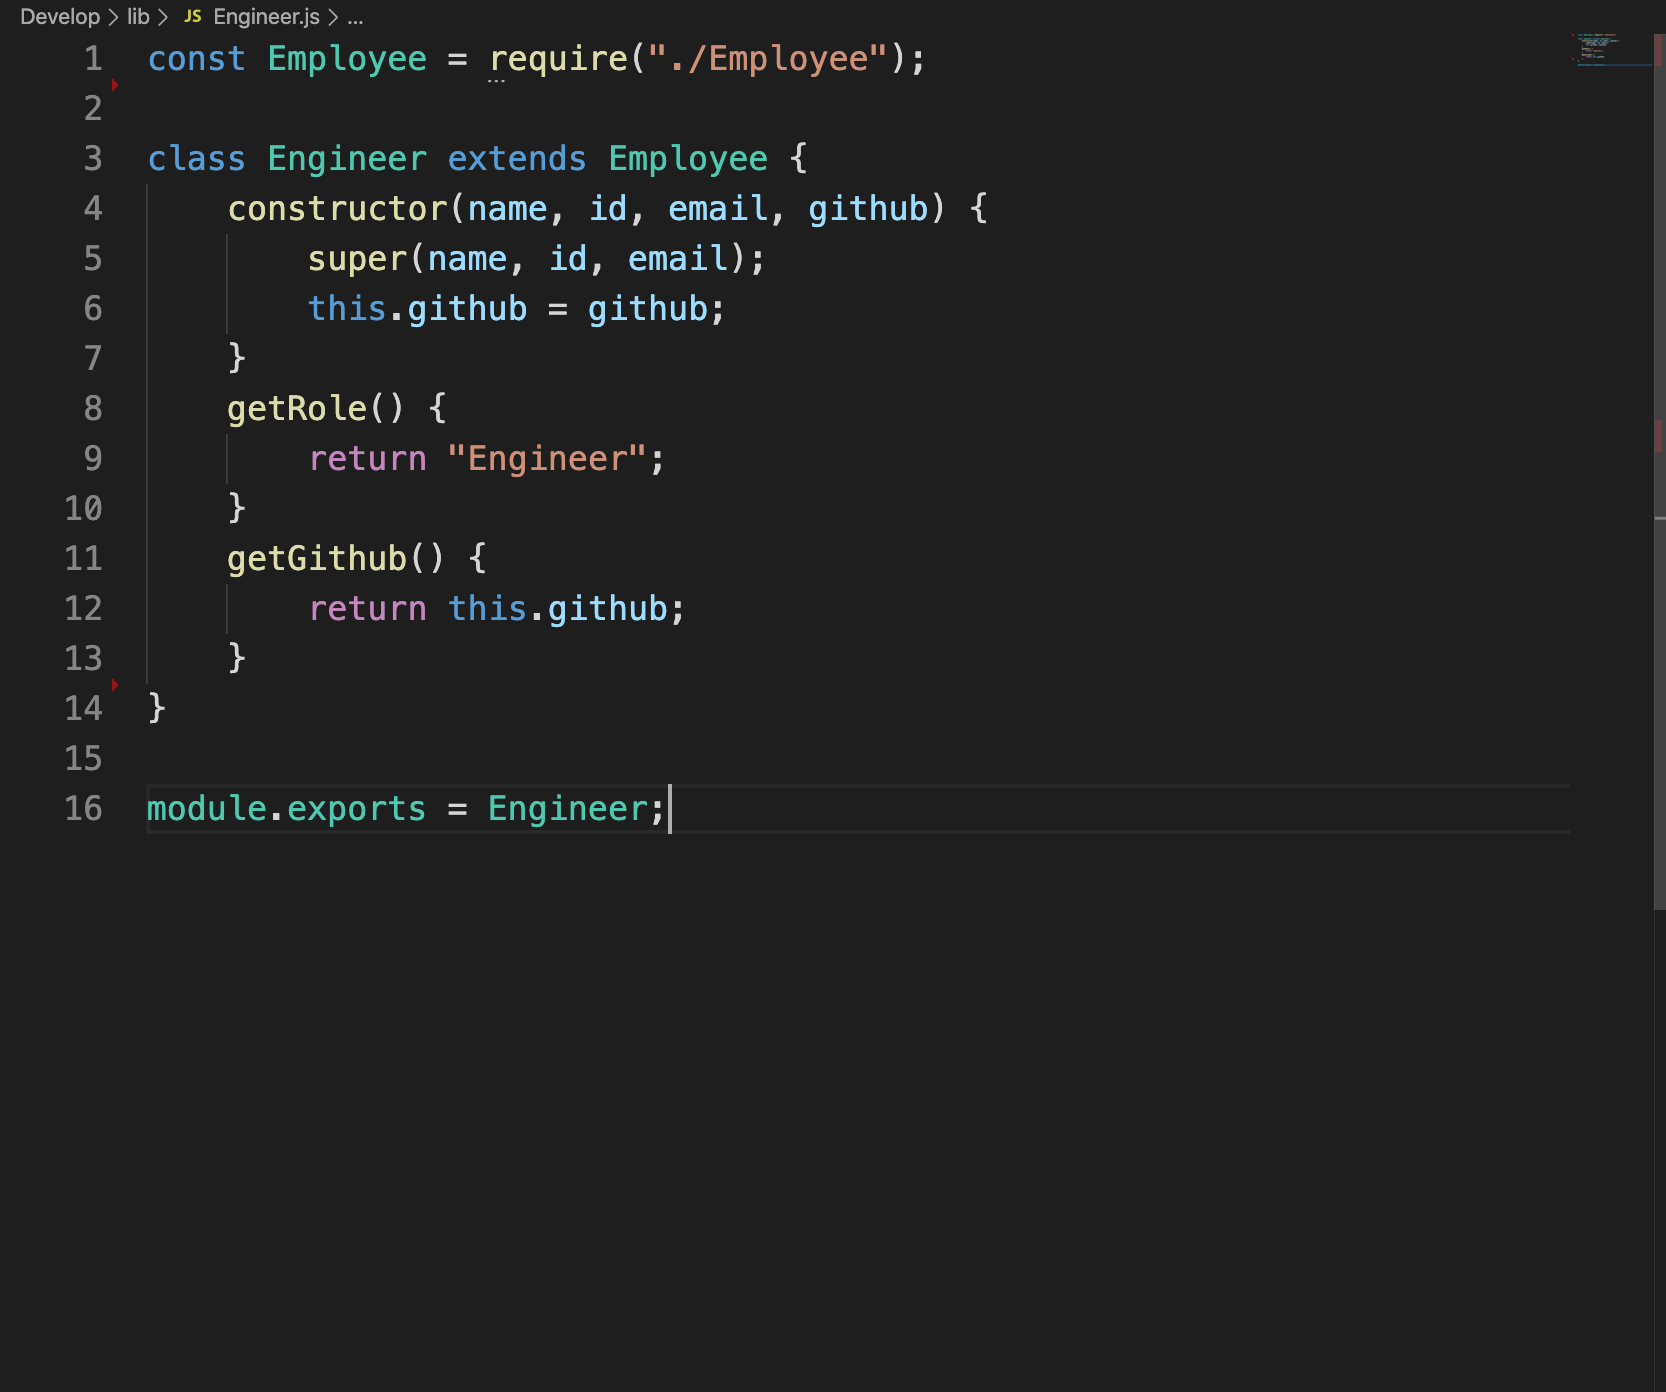 Develop > lib > JS Engineer.js > ...
1 const Employee = require("./Employee");
2
3 class Engineer extends Employee {
4     constructor(name, id, email, github) {
5         super(name, id, email);
6         this.github = github;
7     }
8     getRole() {
9         return "Engineer";
10     }
11     getGithub() {
12         return this.github;
13     }
14 }
15
16 module.exports = Engineer;